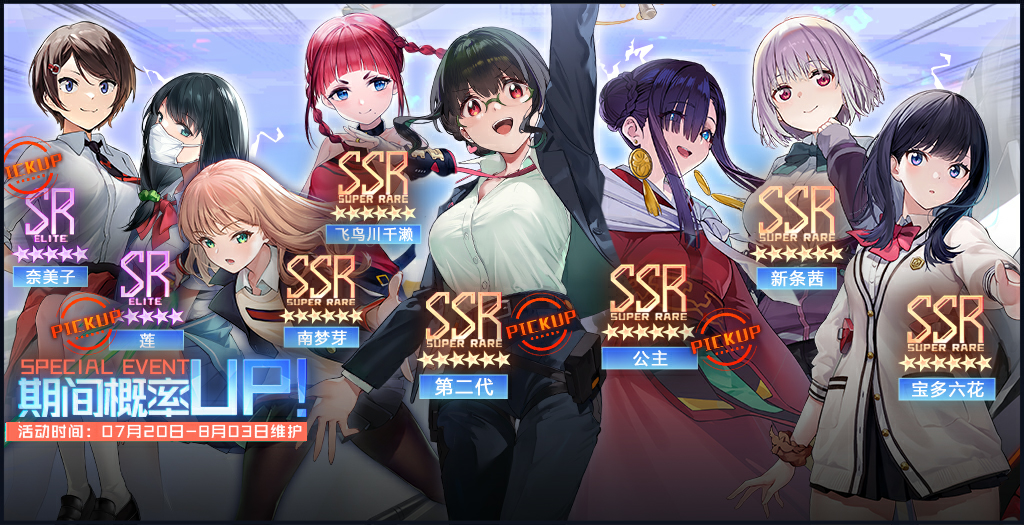 PICKUP
SR
ELITE
奈美子
SR
ELITE
莲
PICKUP
SSR
SUPER RARE
南梦芽
SSR
SUPER RARE
飞鸟川千濑
SSR
SUPER RARE
第二代
PICKUP
SSR
SUPER RARE
公主
PICKUP
SSR
SUPER RARE
新条茜
SSR
SUPER RARE
宝多六花
SPECIAL EVENT
期间概率UP!
活动时间：07月20日-8月03日维护